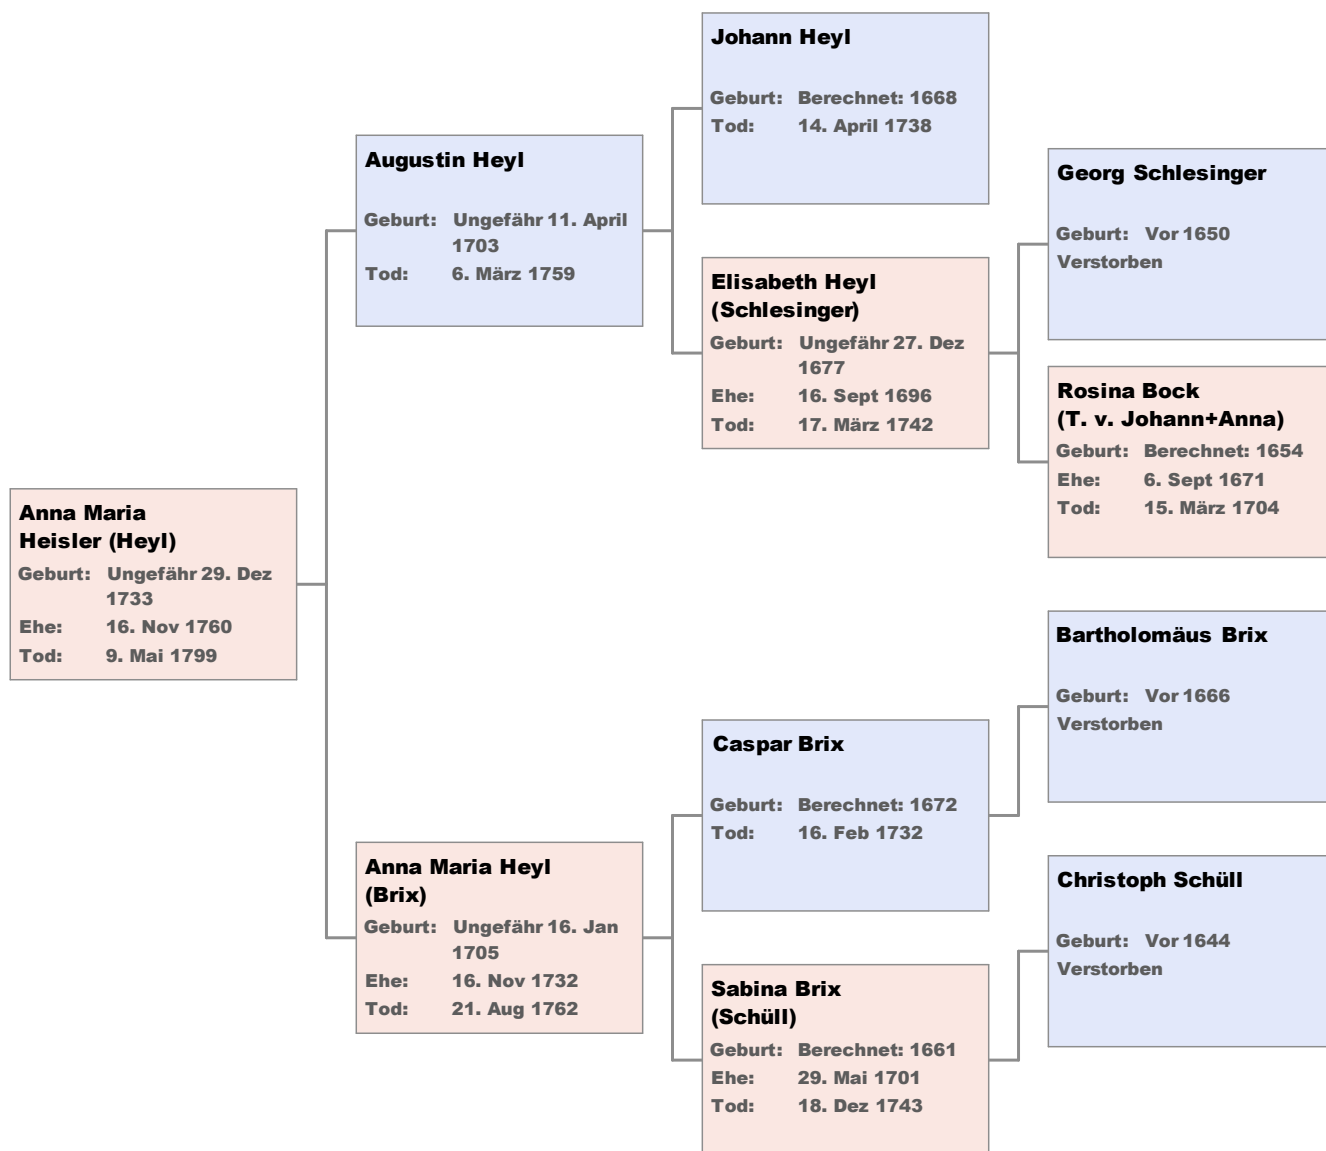 Johann Heyl
Geburt: Berechnet: 1668
Tod: 14. April 1738
Augustin Heyl
Geburt: Ungefähr 11. April
1703
Tod: 6. März 1759
Georg Schlesinger
Geburt: Vor 1650
Verstorben
Elisabeth Heyl
(Schlesinger)
Geburt: Ungefähr 27. Dez
1677
Ehe: 16. Sept 1696
Tod: 17. März 1742
Rosina Bock
(T. v. Johann+Anna)
Geburt: Berechnet: 1654
Ehe: 6. Sept 1671
Tod: 15. März 1704
Anna Maria
Heisler (Heyl)
Geburt: Ungefähr 29. Dez
1733
Ehe: 16. Nov 1760
Tod: 9. Mai 1799
Bartholomäus Brix
Geburt: Vor 1666
Verstorben
Caspar Brix
Geburt: Berechnet: 1672
Tod: 16. Feb 1732
Anna Maria Heyl
(Brix)
Geburt: Ungefähr 16. Jan
1705
Ehe: 16. Nov 1732
Tod: 21. Aug 1762
Christoph Schüll
Geburt: Vor 1644
Verstorben
Sabina Brix
(Schüll)
Geburt: Berechnet: 1661
Ehe: 29. Mai 1701
Tod: 18. Dez 1743